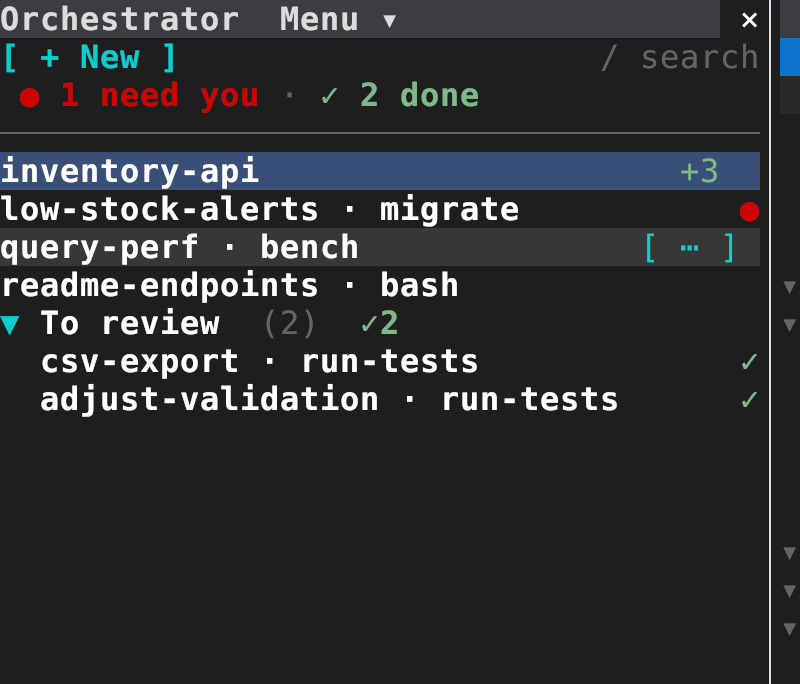 Orchestrator  Menu ▾ ×
[ + New ] / search
● 1 need you · ✓ 2 done
inventory-api +3
low-stock-alerts · migrate ●
query-perf · bench [ ⋯ ]
readme-endpoints · bash
▼ To review (2) ✓2
csv-export · run-tests ✓
adjust-validation · run-tests ✓